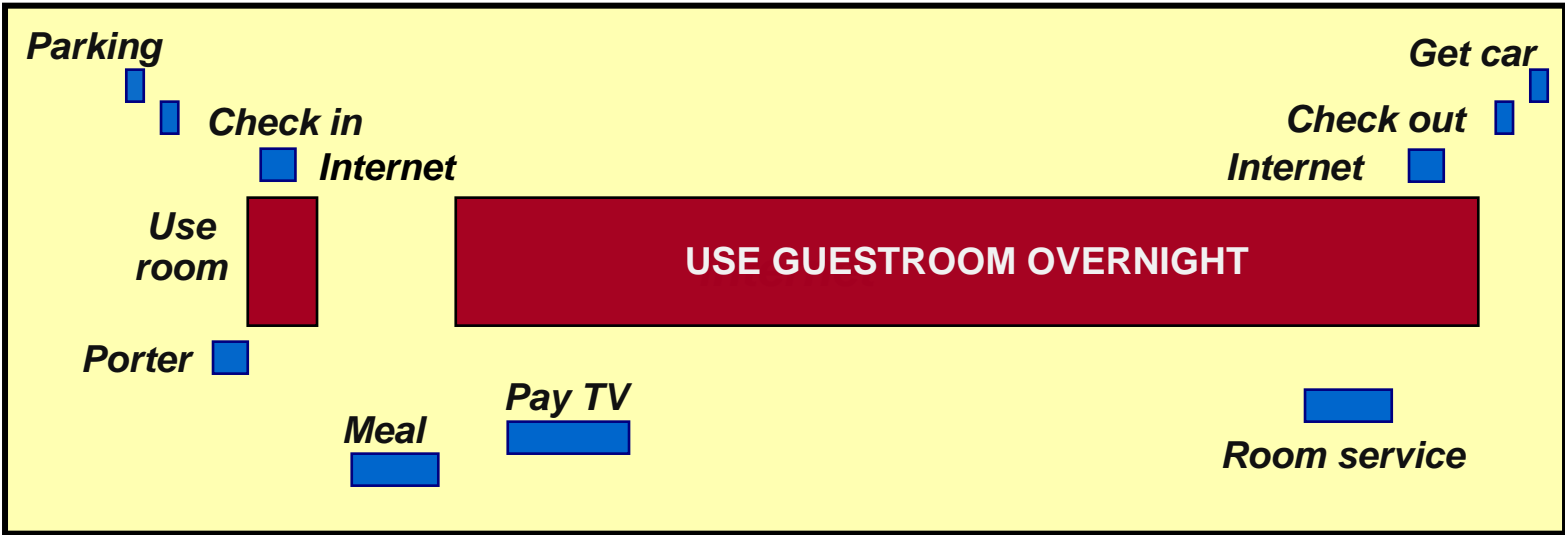 Parking
Get car
Check in
Check out
Internet
Internet
Use
room
USE GUESTROOM OVERNIGHT
Porter
Pay TV
Meal
Room service